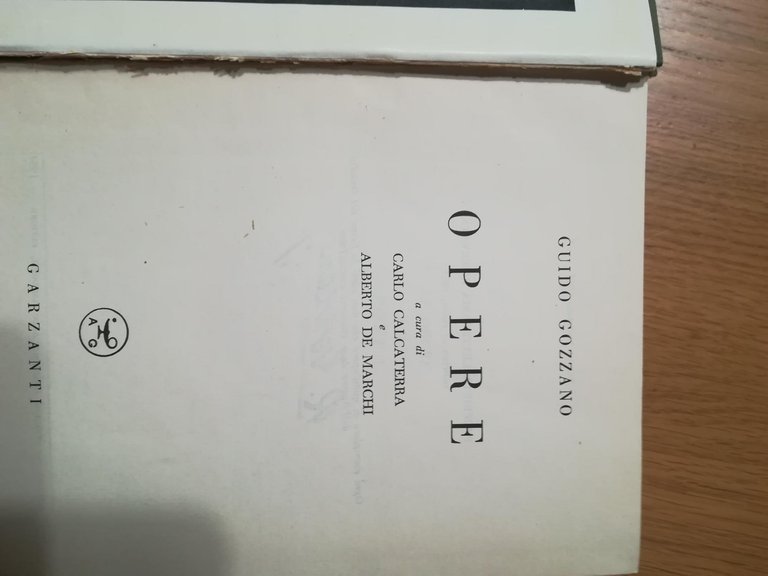 GUIDO GOZZANO
OPERE
a cura di
CARLO CALCATERRA
e
ALBERTO DE MARCHI
A G
GARZANTI